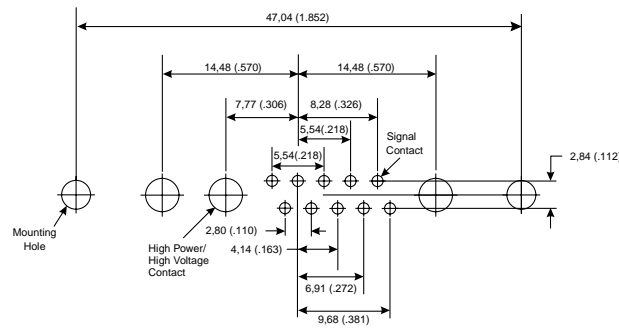 47,04 (1.852)
14,48 (.570)
14,48 (.570)
7,77 (.306)
8,28 (.326)
5,54(.218)
Signal
Contact
5,54(.218)
2,84 (.112)
Mounting
Hole
High Power/
High Voltage
Contact
2,80 (.110)
4,14 (.163)
6,91 (.272)
9,68 (.381)